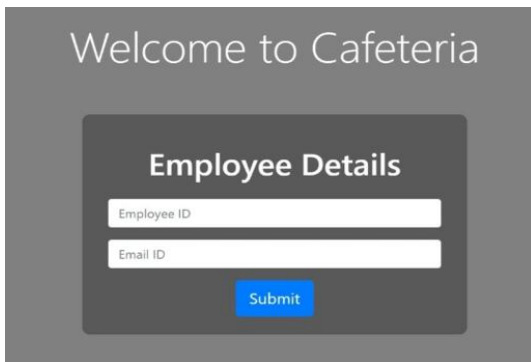 Welcome to Cafeteria
Employee Details
Employee ID
Email ID
Submit